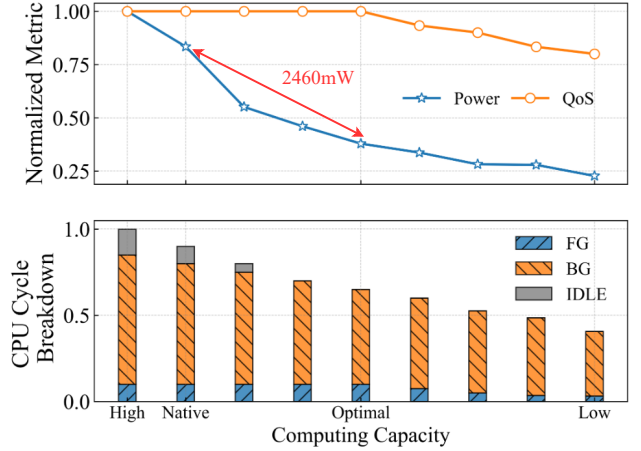 Normalized Metric
1.00
0.75
0.50
0.25
2460mW
Power
QoS
CPU Cycle
Breakdown
1.0
0.5
0.0
FG
BG
IDLE
High
Native
Optimal
Low
Computing Capacity